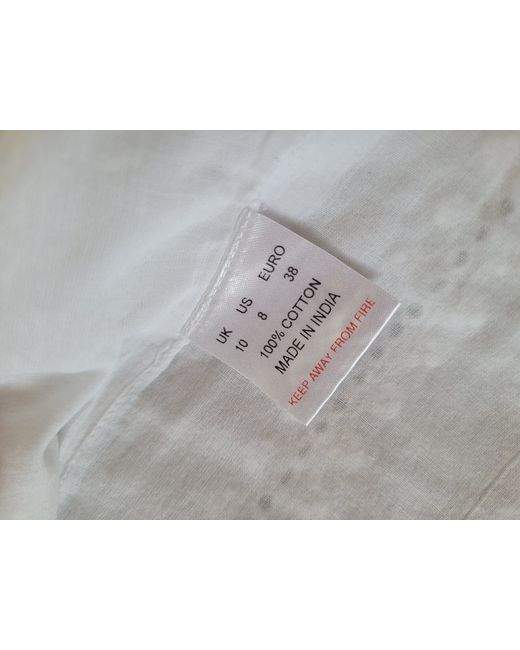 UK US EURO
10 8 38
100% COTTON
MADE IN INDIA
KEEP AWAY FROM FIRE